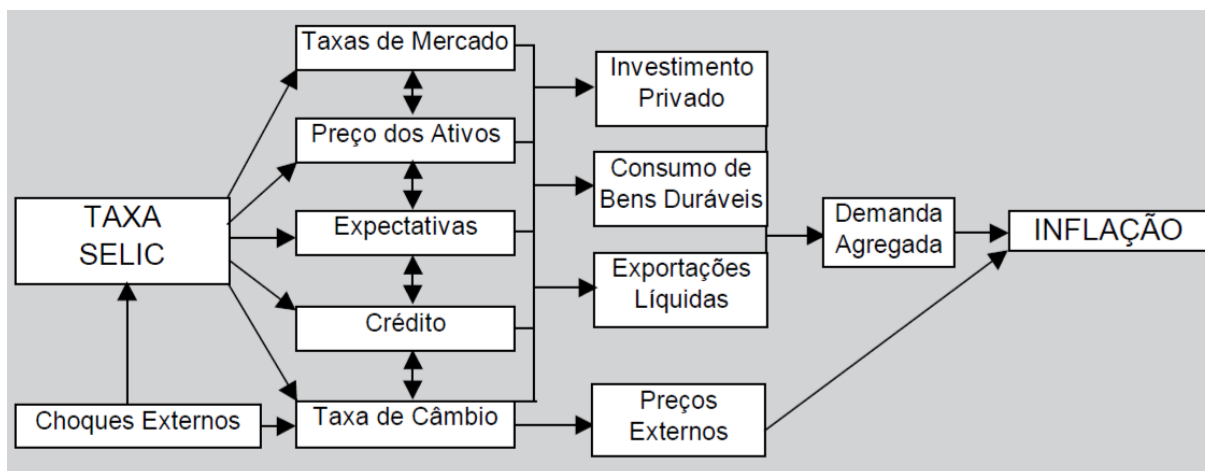 Taxas de Mercado
Preço dos Ativos
TAXA
SELIC
Expectativas
Crédito
Choques Externos
Taxa de Câmbio
Investimento
Privado
Consumo de
Bens Duráveis
Exportações
Líquidas
Preços
Externos
Demanda
Agregada
INFLAÇÃO